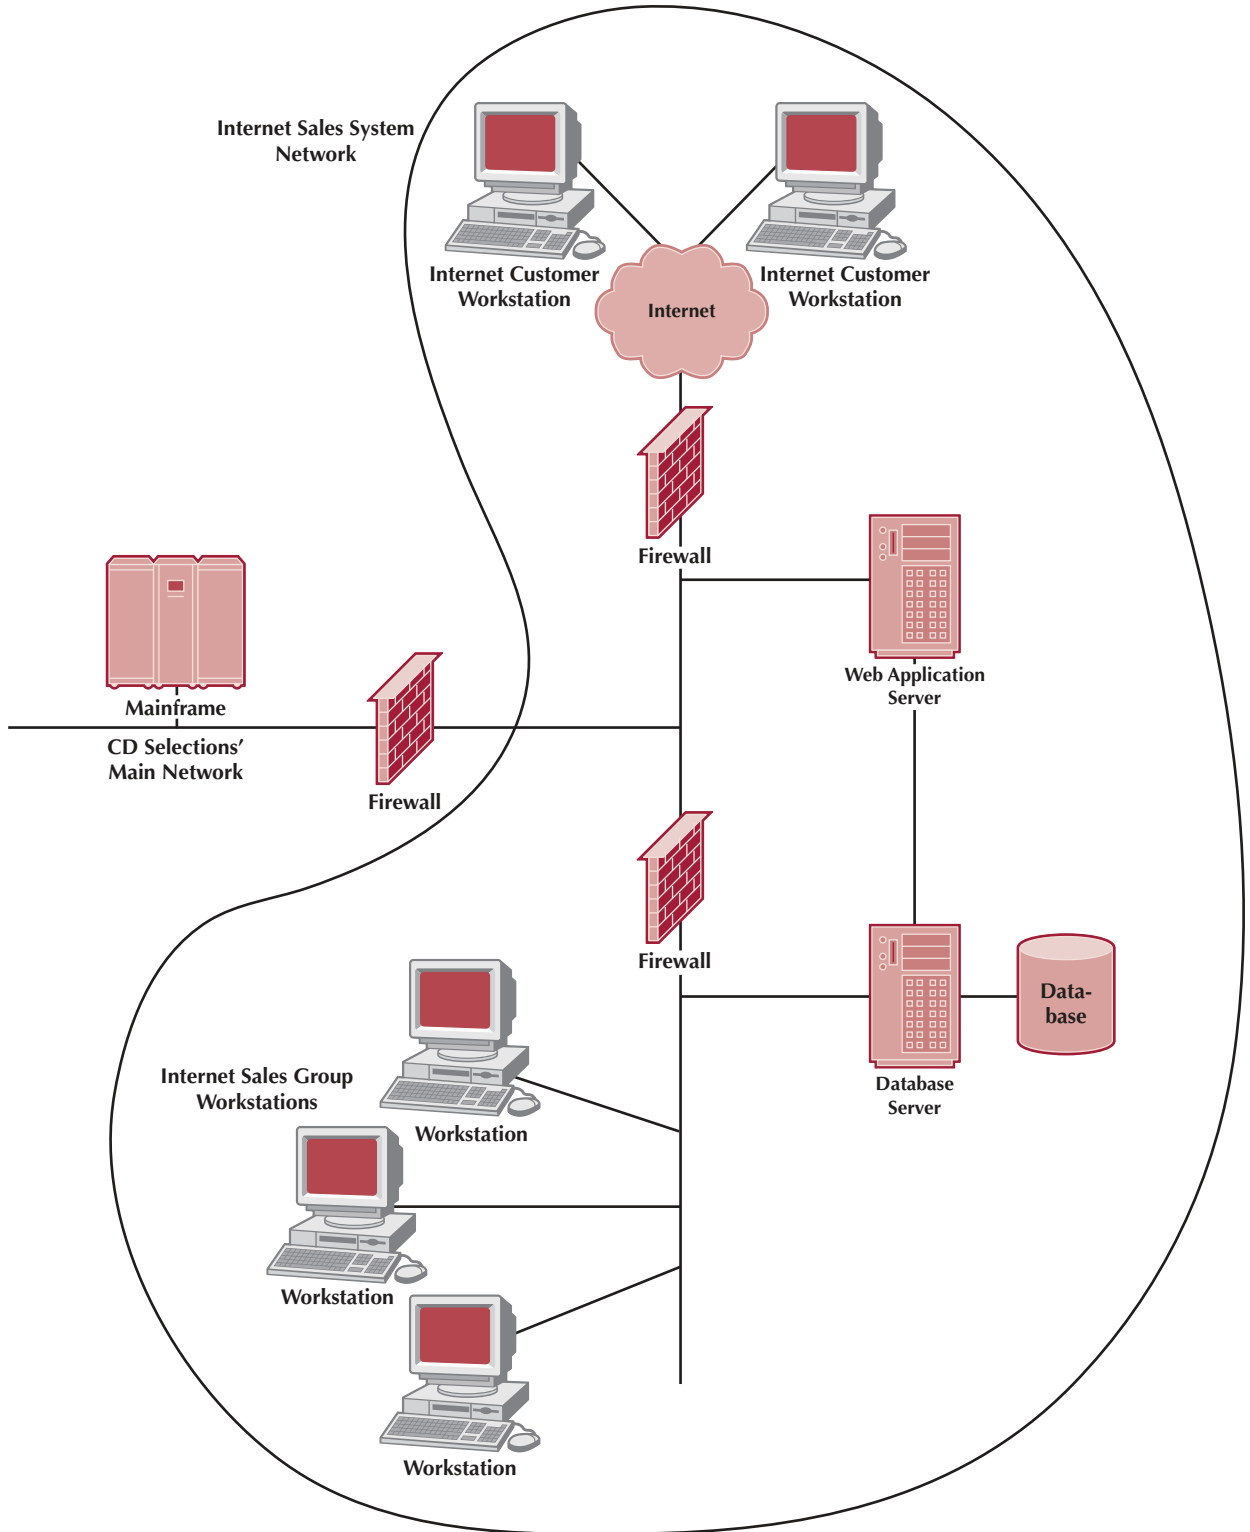 Internet Sales System
Network
Internet Customer
Workstation
Internet Customer
Workstation
Internet
Firewall
Web Application
Server
Mainframe
CD Selections’
Main Network
Firewall
Firewall
Data-
base
Database
Server
Internet Sales Group
Workstations
Workstation
Workstation
Workstation